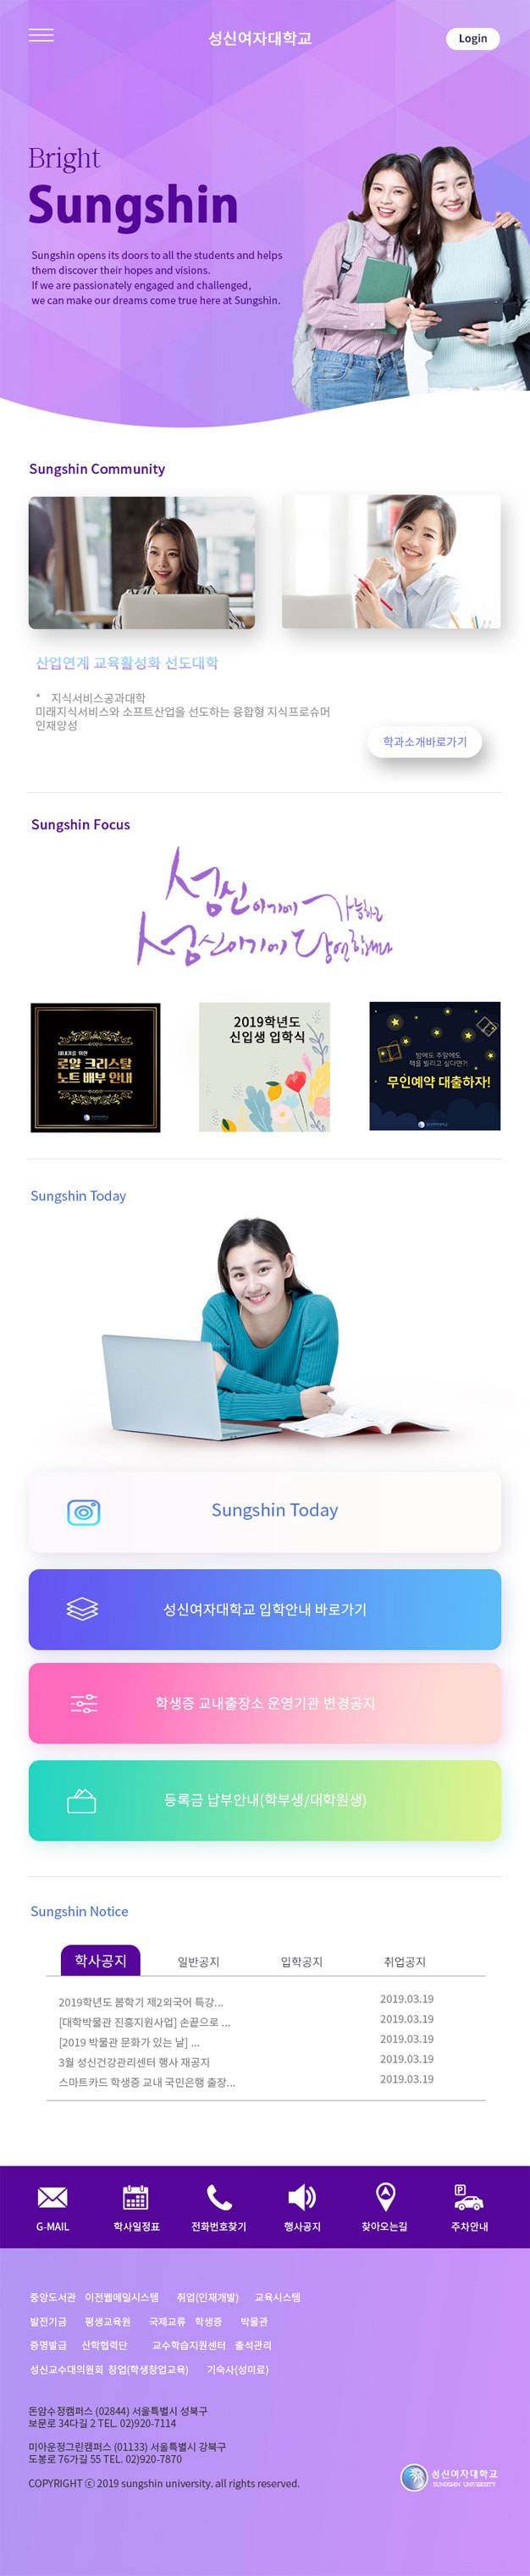 성신여자대학교
Login
Bright
Sungshin
Sungshin opens its doors to all the students and helps
them discover their hopes and visions.
If we are passionately engaged and challenged,
we can make our dreams come true here at Sungshin.
Sungshin Community
산업연계 교육활성화 선도대학
* 지식서비스공과대학
미래지식서비스와 소프트산업을 선도하는 융합형 지식프로슈머
인재양성
학과소개바로가기
Sungshin Focus
성신이기에 가능하고
성신이기에 당연합니다
새내기를 위한
로얄 크리스탈
노트 배부 안내
2019학년도
신입생 입학식
밤에도 주말에도
책을 빌리고 싶다면?!
무인예약 대출하자!
Sungshin Today
Sungshin Today
성신여자대학교 입학안내 바로가기
학생증 교내출장소 운영기관 변경공지
등록금 납부안내(학부생/대학원생)
Sungshin Notice
학사공지 일반공지 입학공지 취업공지
2019학년도 봄학기 제2외국어 특강... 2019.03.19
[대학박물관 진흥지원사업] 손끝으로 ... 2019.03.19
[2019 박물관 문화가 있는 날] ... 2019.03.19
3월 성신건강관리센터 행사 재공지 2019.03.19
스마트카드 학생증 교내 국민은행 출장... 2019.03.19
P
G-MAIL 학사일정표 전화번호찾기 행사공지 찾아오는길 주차안내
중앙도서관 이전웹메일시스템 취업(인재개발) 교육시스템
발전기금 평생교육원 국제교류 학생증 박물관
증명발급 산학협력단 교수학습지원센터 출석관리
성신교수대의원회 창업(학생창업교육) 기숙사(성미료)
돈암수정캠퍼스 (02844) 서울특별시 성북구
보문로 34다길 2 TEL. 02)920-7114
미아운정그린캠퍼스 (01133) 서울특별시 강북구
도봉로 76가길 55 TEL. 02)920-7870
COPYRIGHT ⓒ 2019 sungshin university. all rights reserved.
성신여자대학교
SUNGSHIN UNIVERSITY